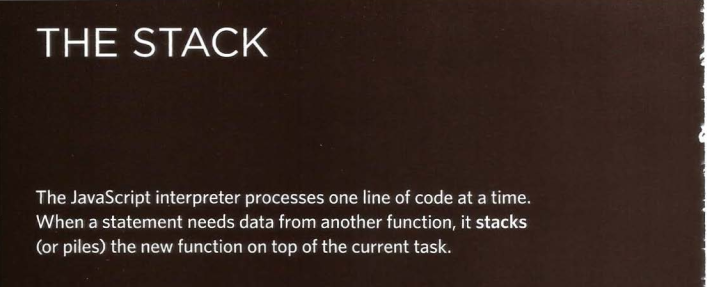 THE STACK
The JavaScript interpreter processes one line of code at a time.
When a statement needs data from another function, it stacks
(or piles) the new function on top of the current task.